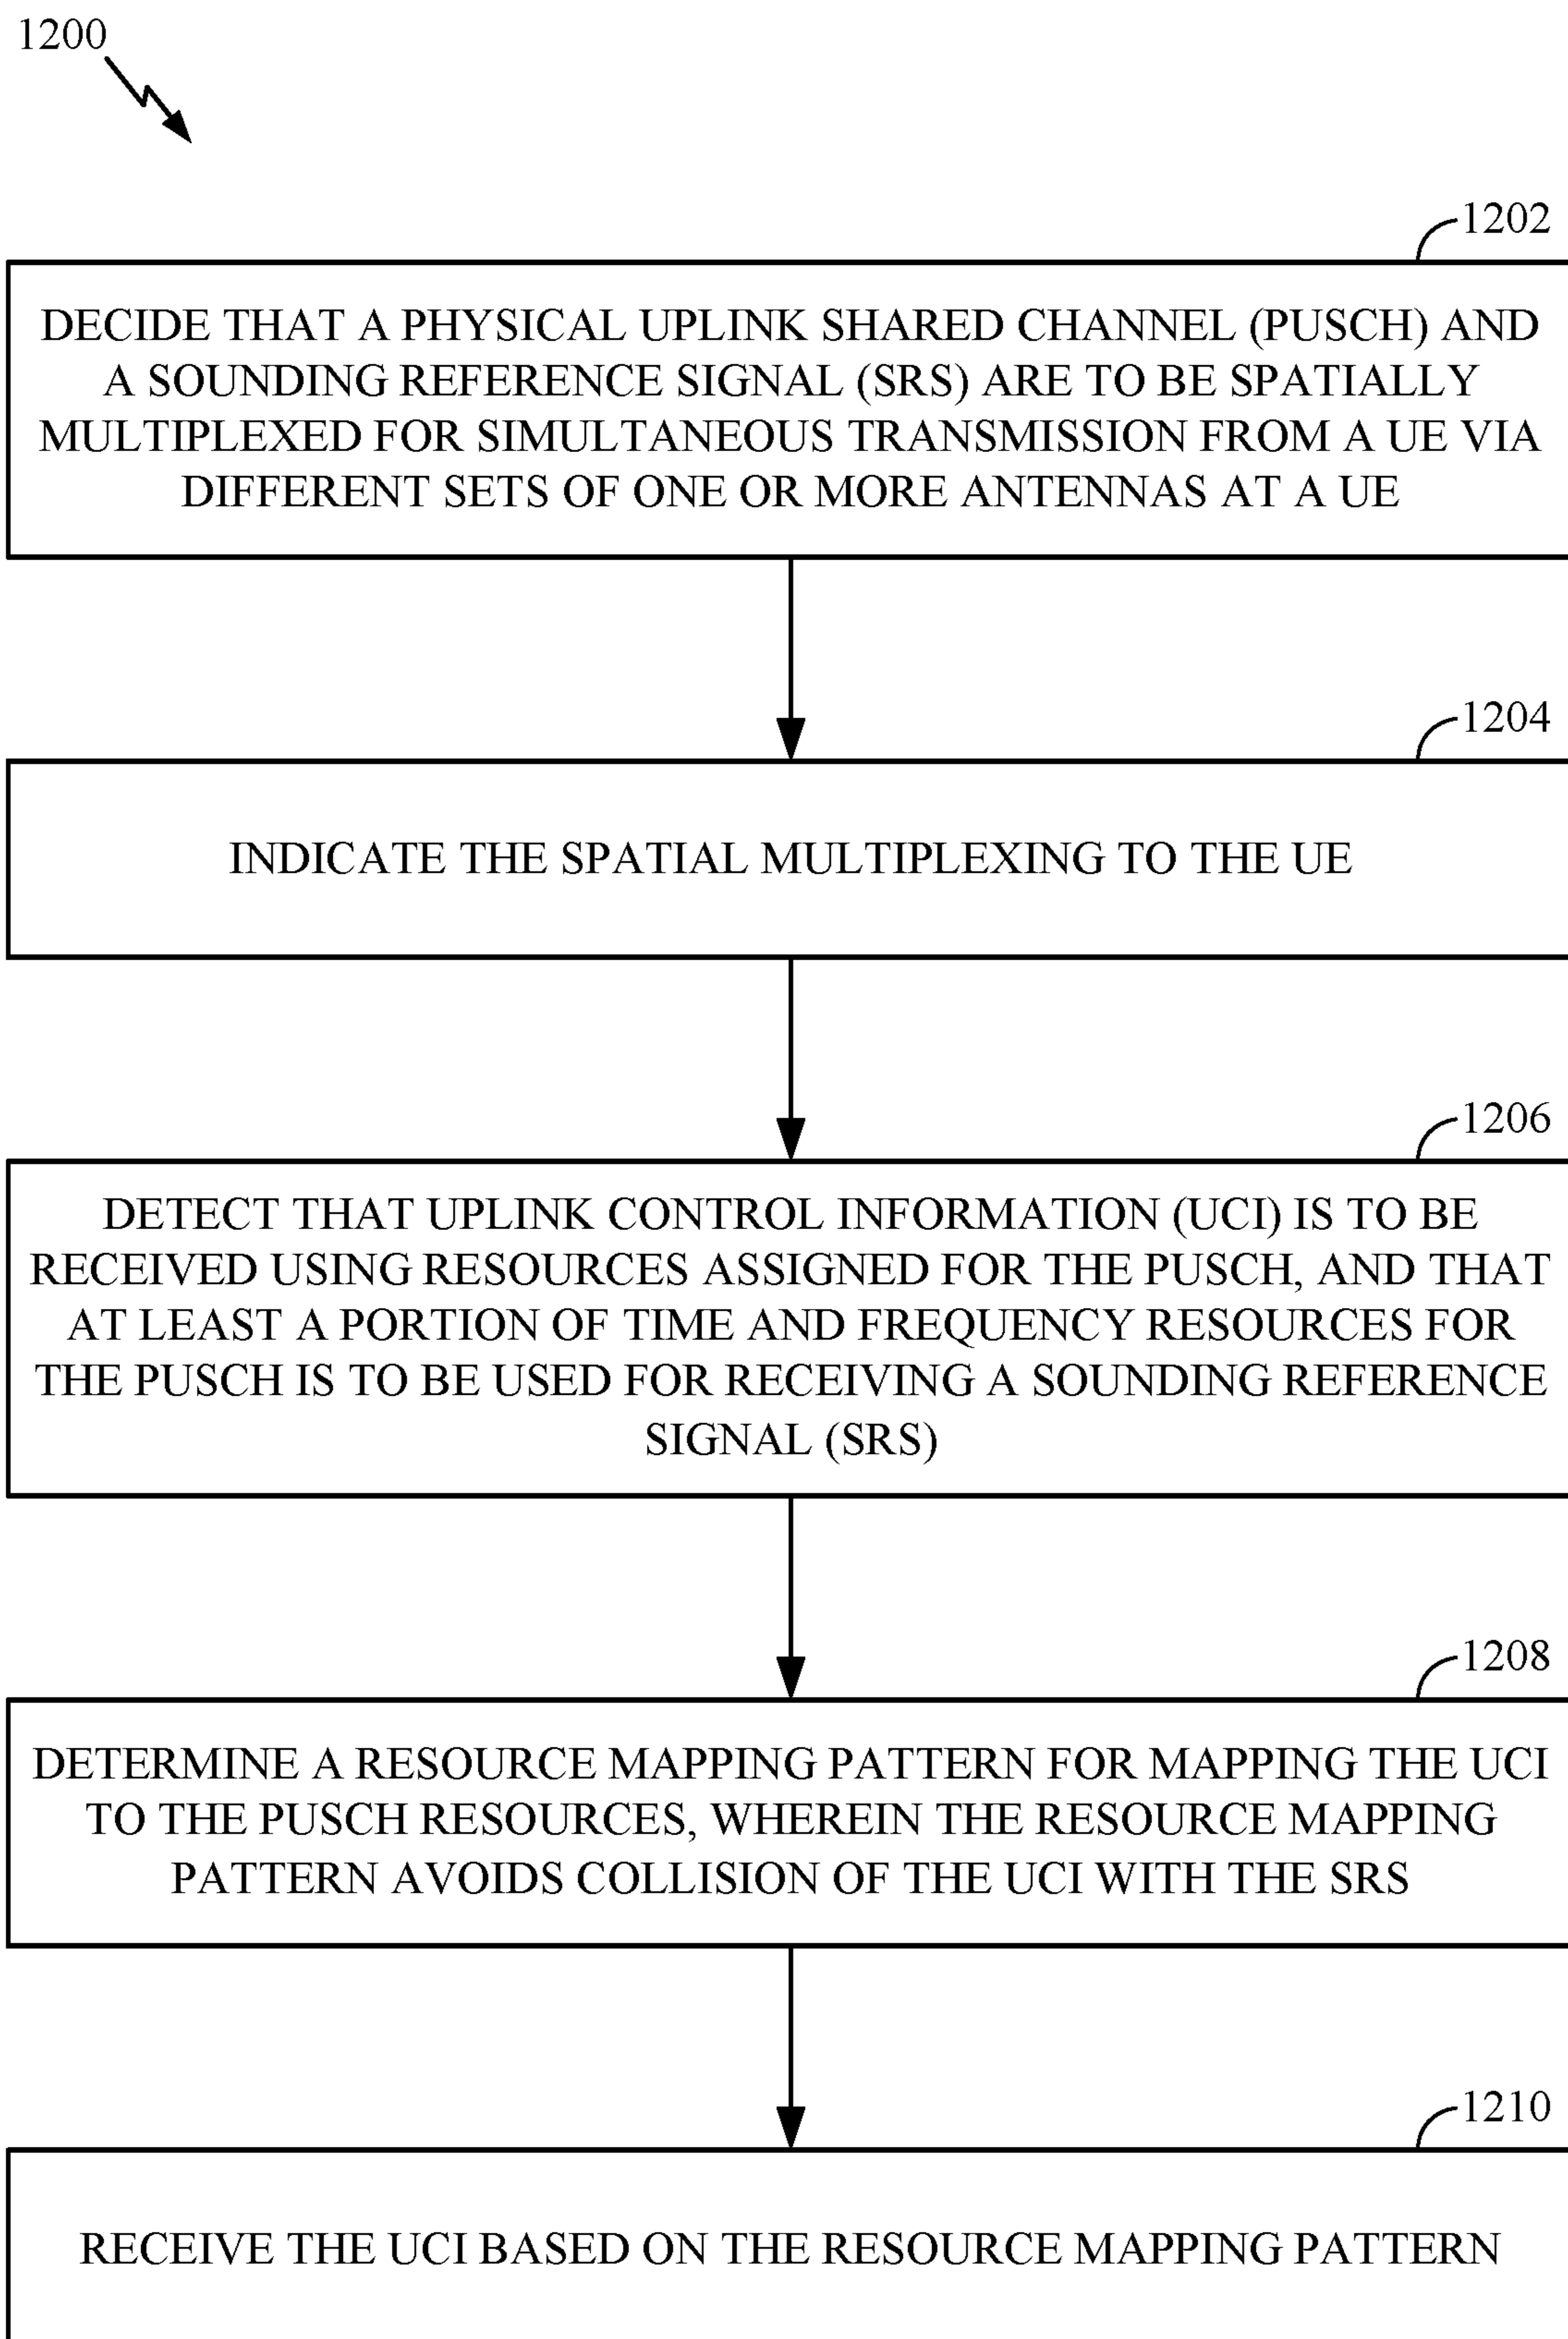 1200
1202
DECIDE THAT A PHYSICAL UPLINK SHARED CHANNEL (PUSCH) AND
A SOUNDING REFERENCE SIGNAL (SRS) ARE TO BE SPATIALLY
MULTIPLEXED FOR SIMULTANEOUS TRANSMISSION FROM A UE VIA
DIFFERENT SETS OF ONE OR MORE ANTENNAS AT A UE
1204
INDICATE THE SPATIAL MULTIPLEXING TO THE UE
1206
DETECT THAT UPLINK CONTROL INFORMATION (UCI) IS TO BE
RECEIVED USING RESOURCES ASSIGNED FOR THE PUSCH, AND THAT
AT LEAST A PORTION OF TIME AND FREQUENCY RESOURCES FOR
THE PUSCH IS TO BE USED FOR RECEIVING A SOUNDING REFERENCE
SIGNAL (SRS)
1208
DETERMINE A RESOURCE MAPPING PATTERN FOR MAPPING THE UCI
TO THE PUSCH RESOURCES, WHEREIN THE RESOURCE MAPPING
PATTERN AVOIDS COLLISION OF THE UCI WITH THE SRS
1210
RECEIVE THE UCI BASED ON THE RESOURCE MAPPING PATTERN